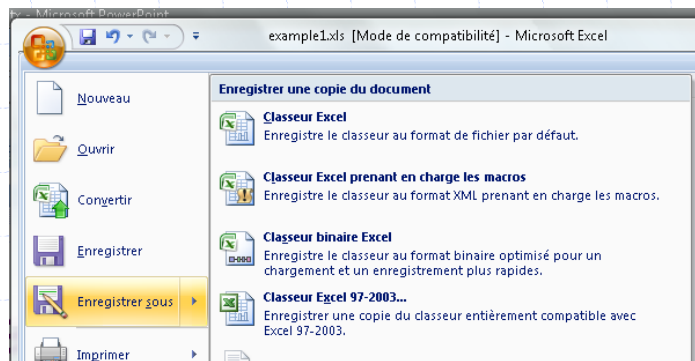 - Microsoft PowerPoint
example1.xls [Mode de compatibilité] - Microsoft Excel
Nouveau
Ouvrir
Convertir
Enregistrer
Enregistrer sous
Imprimer
Enregistrer une copie du document
Classeur Excel
Enregistre le classeur au format de fichier par défaut.
Classeur Excel prenant en charge les macros
Enregistre le classeur au format XML prenant en charge les macros.
Classeur binaire Excel
Enregistre le classeur au format binaire optimisé pour un
chargement et un enregistrement plus rapides.
Classeur Excel 97-2003...
Enregistrer une copie du classeur entièrement compatible avec
Excel 97-2003.